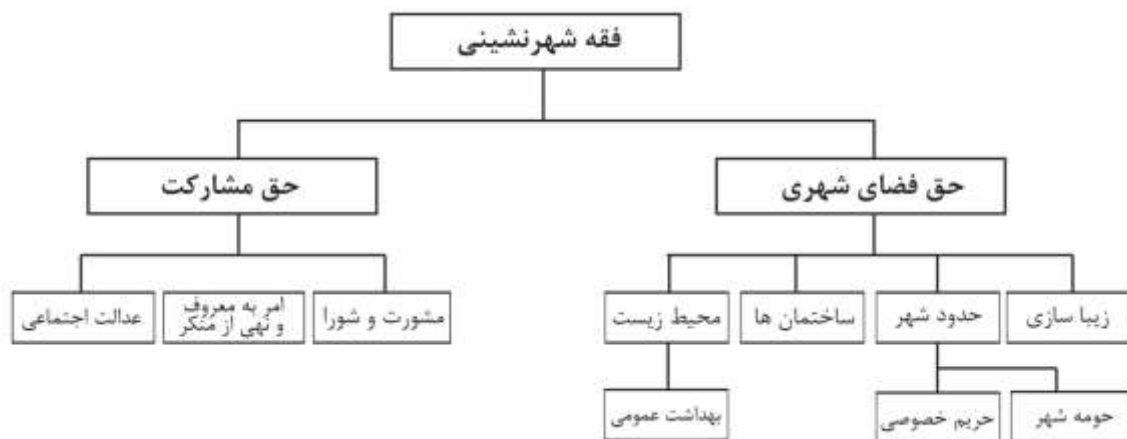 فقه شهرنشینی
حق فضای شهری
حق مشارکت
زیبا سازی
حدود شهر
ساختمان ها
محیط زیست
مشورت و شورا
امر به معروف
و نهی از منکر
عدالت اجتماعی
حومه شهر
حریم خصوصی
بهداشت عمومی